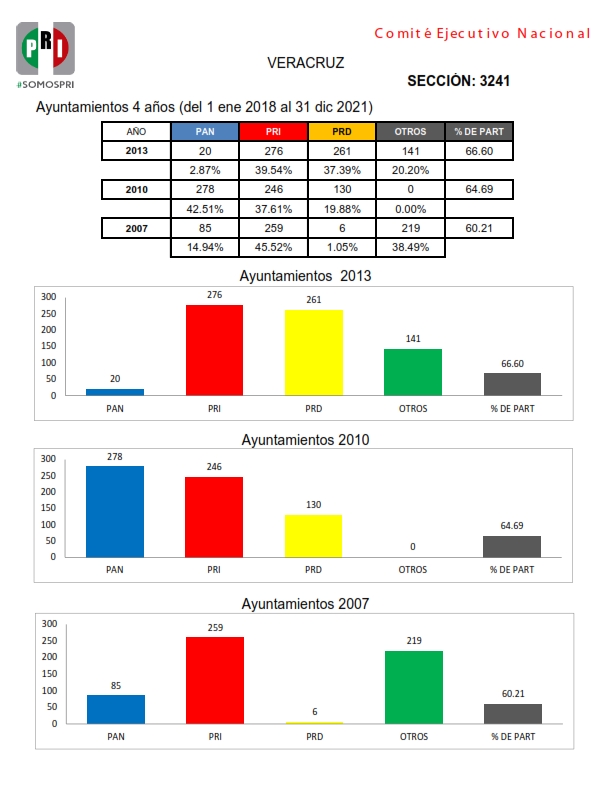 Comité Ejecutivo Nacional
PRI
#SOMOSPRI
VERACRUZ
SECCIÒN: 3241
Ayuntamientos 4 años (del 1 ene 2018 al 31 dic 2021)
AÑO PAN PRI PRD OTROS % DE PART
2013 20 276 261 141 66.60
2.87% 39.54% 37.39% 20.20%
2010 278 246 130 0 64.69
42.51% 37.61% 19.88% 0.00%
2007 85 259 6 219 60.21
14.94% 45.52% 1.05% 38.49%
Ayuntamientos 2013
300
250
200
150
100
50
0
20 276 261 141 66.60
PAN PRI PRD OTROS % DE PART
Ayuntamientos 2010
300
250
200
150
100
50
0
278 246 130 0 64.69
PAN PRI PRD OTROS % DE PART
Ayuntamientos 2007
300
250
200
150
100
50
0
85 259 6 219 60.21
PAN PRI PRD OTROS % DE PART